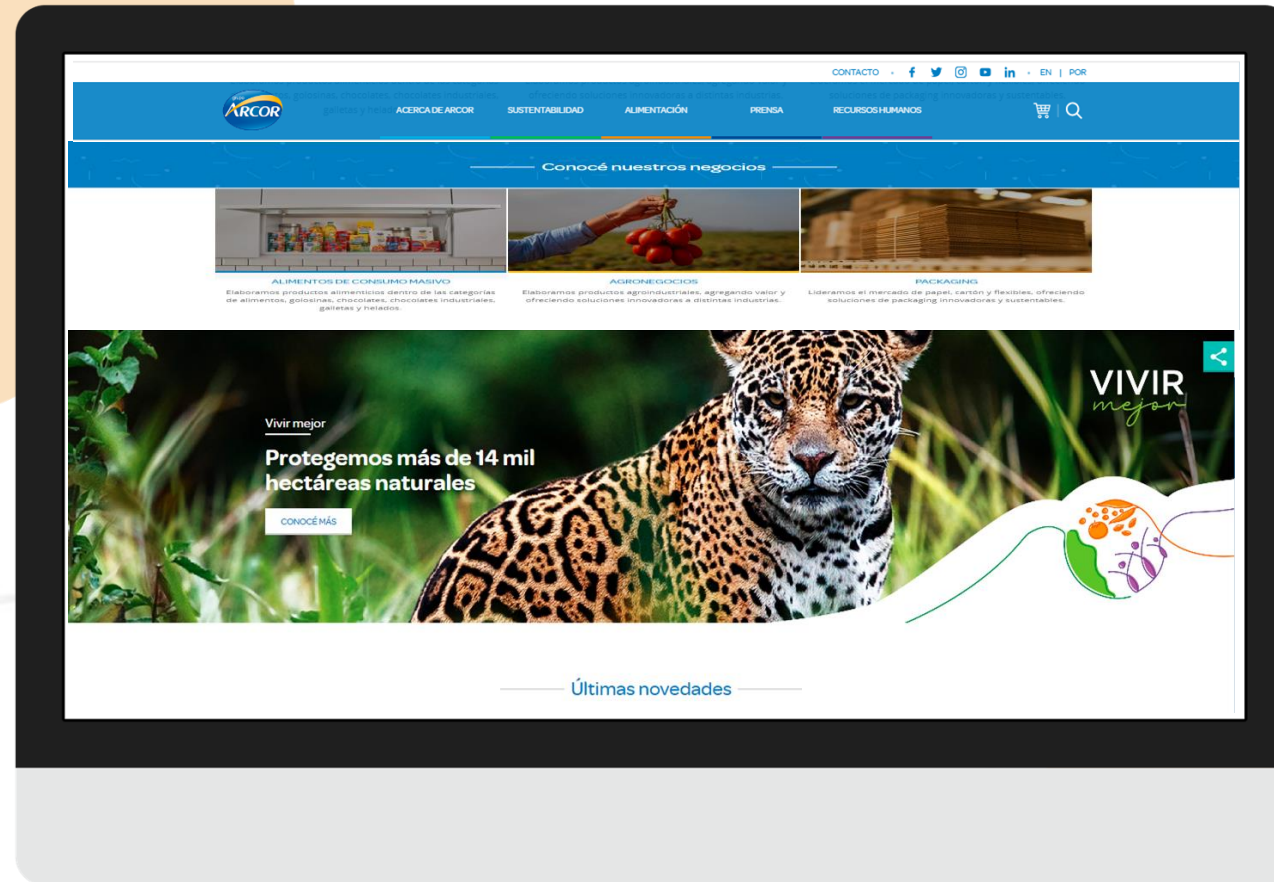 CONTACTO
EN | POR
GRUPO
ARCOR
ACERCA DE ARCOR
SUSTENTABILIDAD
ALIMENTACIÓN
PRENSA
RECURSOS HUMANOS
Conocé nuestros negocios
ALIMENTOS DE CONSUMO MASIVO
Elaboramos productos alimenticios dentro de las categorías
de alimentos, golosinas, chocolates, chocolates industriales,
galletas y helados.
AGRONEGOCIOS
Elaboramos productos agroindustriales, agregando valor y
ofreciendo soluciones innovadoras a distintas industrias.
PACKAGING
Lideramos el mercado de papel, cartón y flexibles, ofreciendo
soluciones de packaging innovadoras y sustentables.
Vivir mejor
Protegemos más de 14 mil
hectáreas naturales
CONOCÉ MÁS
VIVIR
mejor
Últimas novedades